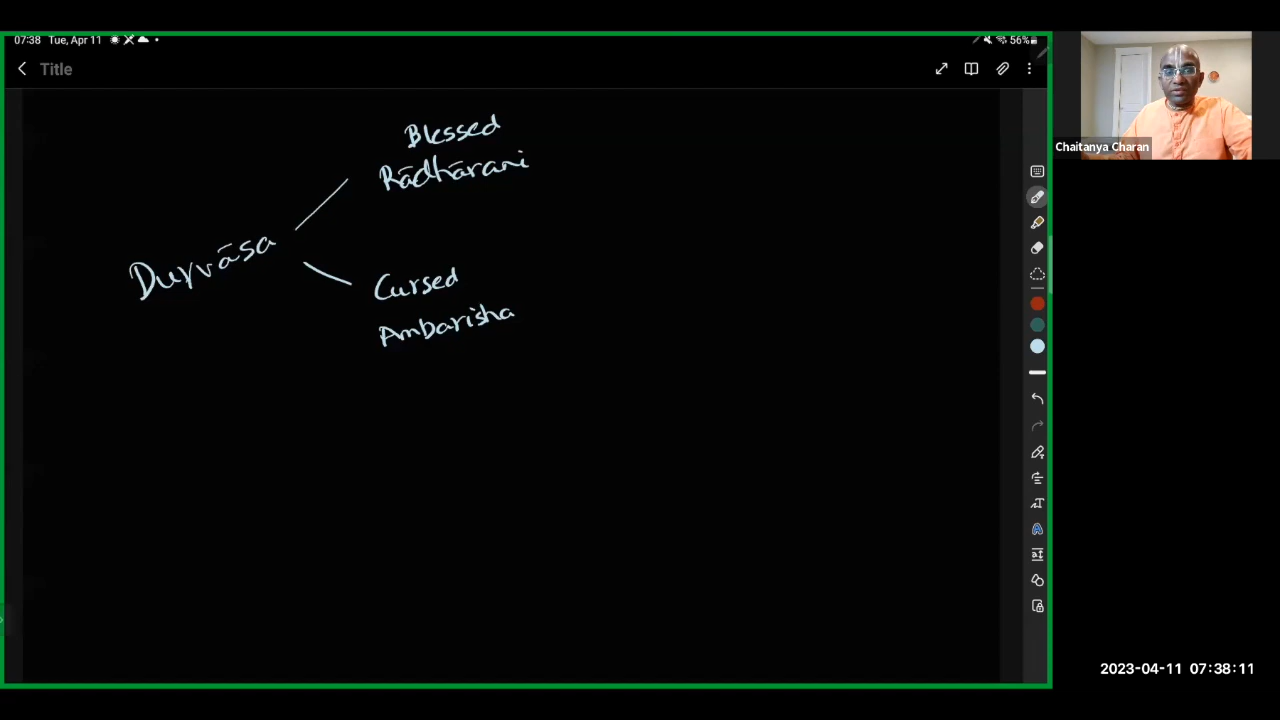 07:38 Tue, Apr 11
56%
Title
Blessed
Rādhārani
Durvāsa
Cursed
Ambarisha
Chaitanya Charan
2023-04-11 07:38:11